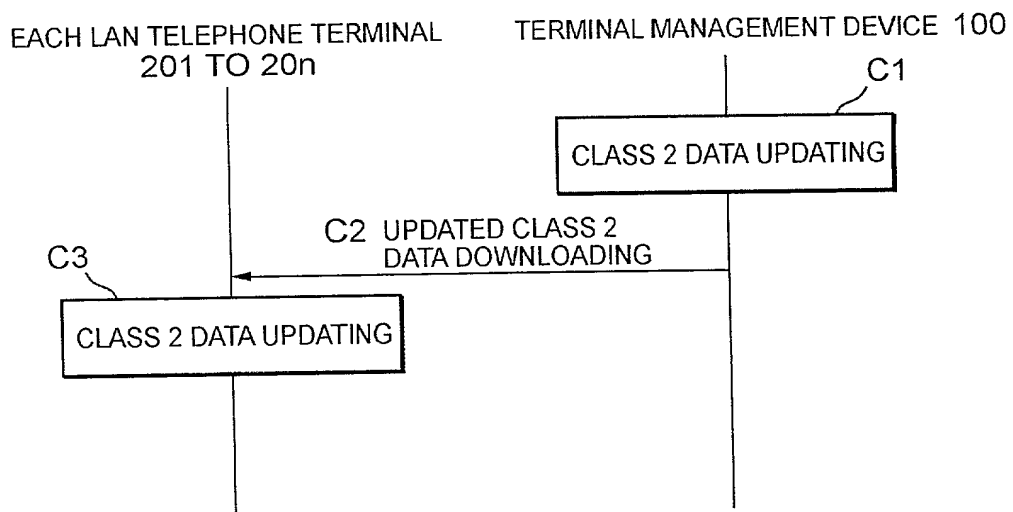 EACH LAN TELEPHONE TERMINAL
201 TO 20n
TERMINAL MANAGEMENT DEVICE 100
C1
CLASS 2 DATA UPDATING
C2 UPDATED CLASS 2
DATA DOWNLOADING
C3
CLASS 2 DATA UPDATING